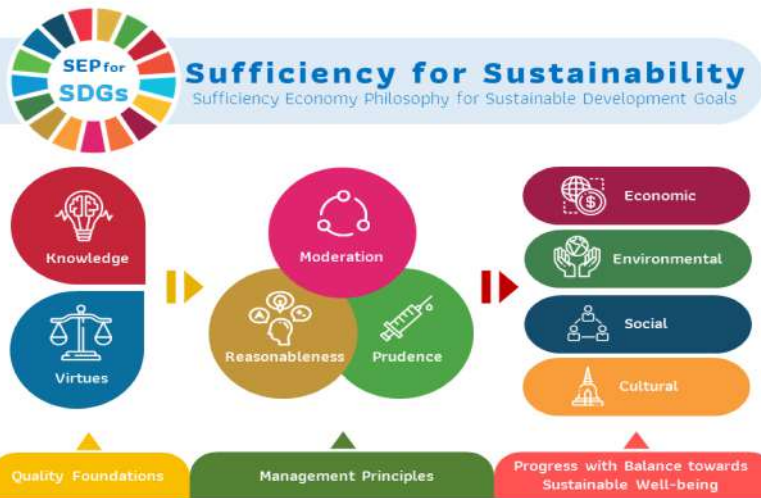 SEP for
SDGs
Sufficiency for Sustainability
Sufficiency Economy Philosophy for Sustainable Development Goals
Knowledge
Virtues
Moderation
Reasonableness
Prudence
Economic
Environmental
Social
Cultural
Quality Foundations
Management Principles
Progress with Balance towards
Sustainable Well-being